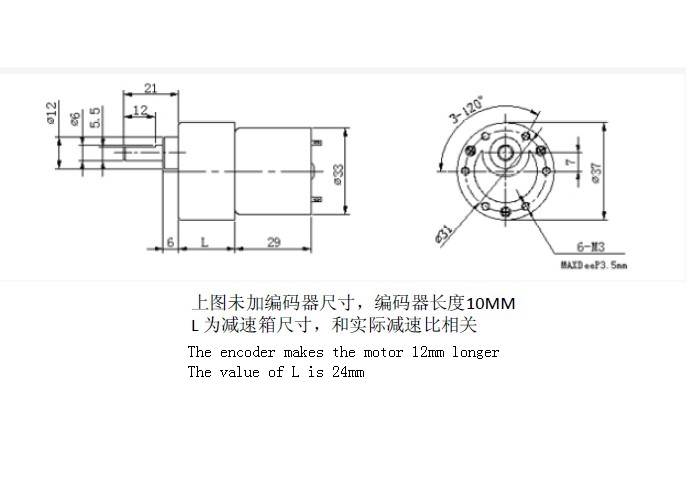 21
12
ø12
ø6
5.5
ø33
6
L
29
3-120°
7
ø37
ø31
6-M3
MAXDeeP3.5mm
上图未加编码器尺寸，编码器长度10MM
L 为减速箱尺寸，和实际减速比相关
The encoder makes the motor 12mm longer
The value of L is 24mm